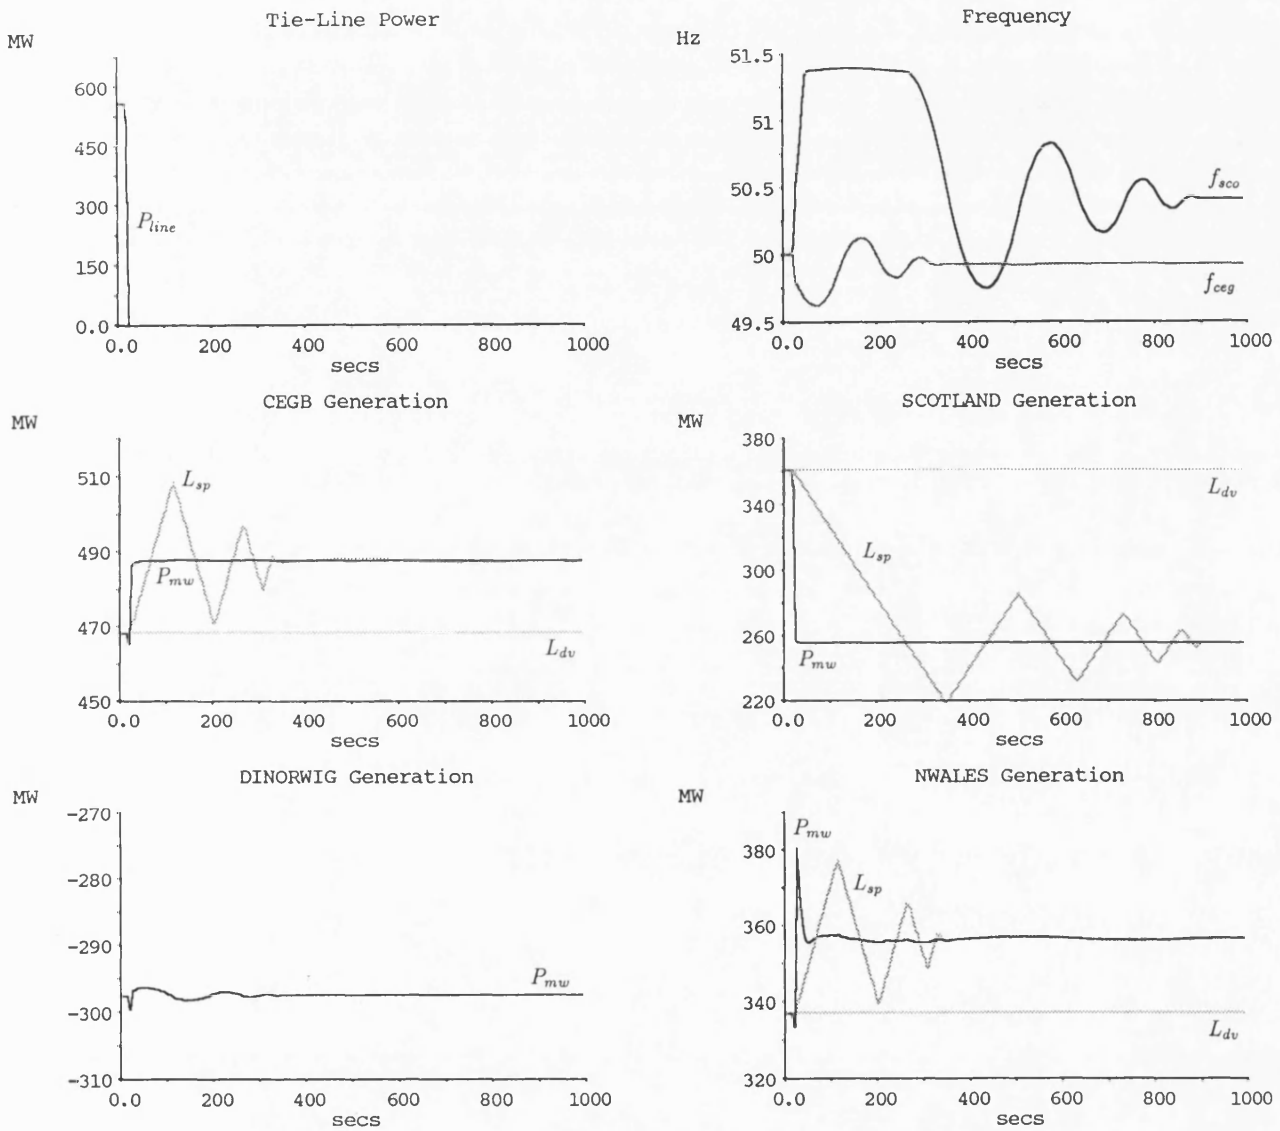 Tie-Line Power
MW
600
450
300
150
0.0
P_line
0.0 200 400 600 800 1000
secs
Frequency
Hz
51.5
51
50.5
50
49.5
f_sco
f_ceg
0.0 200 400 600 800 1000
secs
CEGB Generation
MW
510
490
470
450
L_sp
P_mw
L_dv
0.0 200 400 600 800 1000
secs
SCOTLAND Generation
MW
380
340
300
260
220
L_dv
L_sp
P_mw
0.0 200 400 600 800 1000
secs
DINORWIG Generation
MW
-270
-280
-290
-300
-310
P_mw
0.0 200 400 600 800 1000
secs
NWALES Generation
MW
380
360
340
320
P_mw
L_sp
L_dv
0.0 200 400 600 800 1000
secs